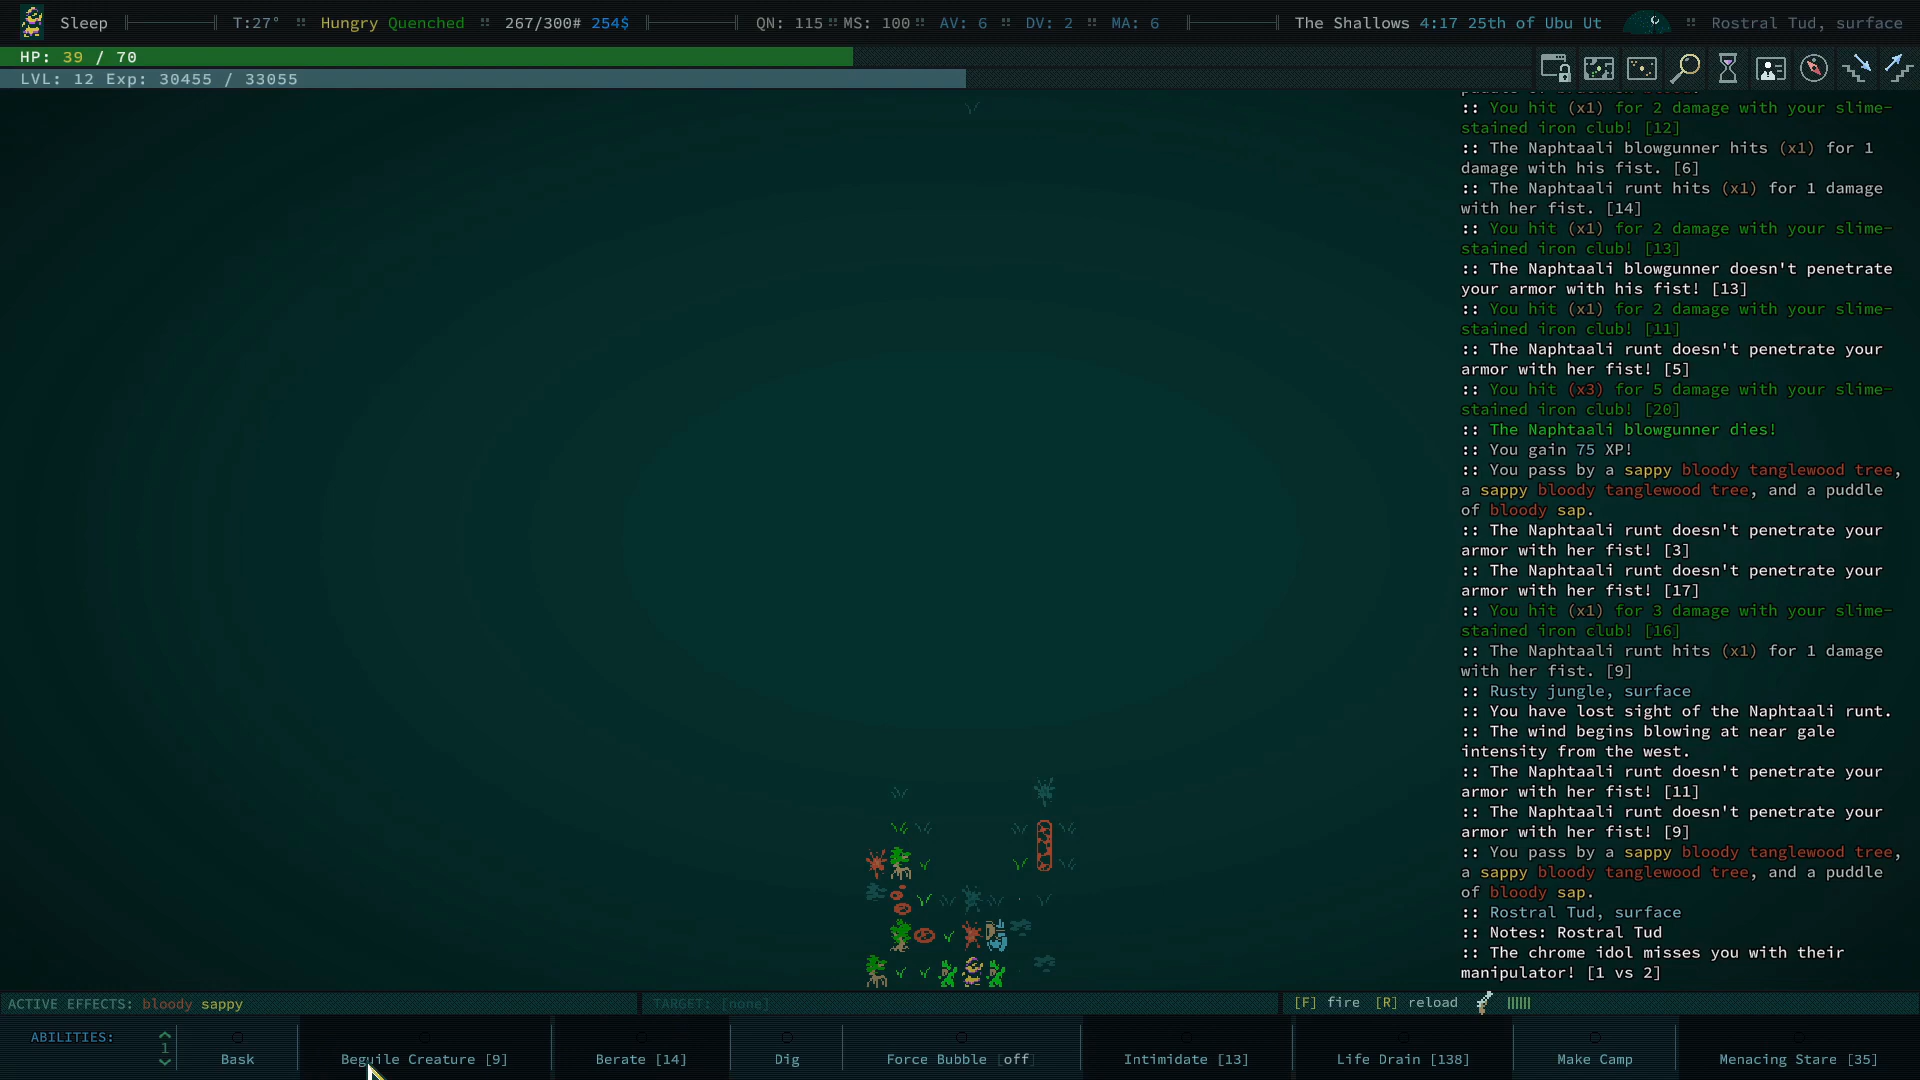 Sleep T:27° :: Hungry Quenched :: 267/300# 254$ QN: 115 :: MS: 100 :: AV: 6 :: DV: 2 :: MA: 6 The Shallows 4:17 25th of Ubu Ut :: Rostral Tud, surface
HP: 39 / 70
LVL: 12 Exp: 30455 / 33055
:: You hit (x1) for 2 damage with your slime-
stained iron club! [12]
:: The Naphtaali blowgunner hits (x1) for 1
damage with his fist. [6]
:: The Naphtaali runt hits (x1) for 1 damage
with her fist. [14]
:: You hit (x1) for 2 damage with your slime-
stained iron club! [13]
:: The Naphtaali blowgunner doesn't penetrate
your armor with his fist! [13]
:: You hit (x1) for 2 damage with your slime-
stained iron club! [11]
:: The Naphtaali runt doesn't penetrate your
armor with her fist! [5]
:: You hit (x3) for 5 damage with your slime-
stained iron club! [20]
:: The Naphtaali blowgunner dies!
:: You gain 75 XP!
:: You pass by a sappy bloody tanglewood tree,
a sappy bloody tanglewood tree, and a puddle
of bloody sap.
:: The Naphtaali runt doesn't penetrate your
armor with her fist! [3]
:: The Naphtaali runt doesn't penetrate your
armor with her fist! [17]
:: You hit (x1) for 3 damage with your slime-
stained iron club! [16]
:: The Naphtaali runt hits (x1) for 1 damage
with her fist. [9]
:: Rusty jungle, surface
:: You have lost sight of the Naphtaali runt.
:: The wind begins blowing at near gale
intensity from the west.
:: The Naphtaali runt doesn't penetrate your
armor with her fist! [11]
:: The Naphtaali runt doesn't penetrate your
armor with her fist! [9]
:: You pass by a sappy bloody tanglewood tree,
a sappy bloody tanglewood tree, and a puddle
of bloody sap.
:: Rostral Tud, surface
:: Notes: Rostral Tud
:: The chrome idol misses you with their
manipulator! [1 vs 2]
ACTIVE EFFECTS: bloody sappy TARGET: [none] [F] fire [R] reload
ABILITIES: 1 Bask Beguile Creature [9] Berate [14] Dig Force Bubble [off] Intimidate [13] Life Drain [138] Make Camp Menacing Stare [35]